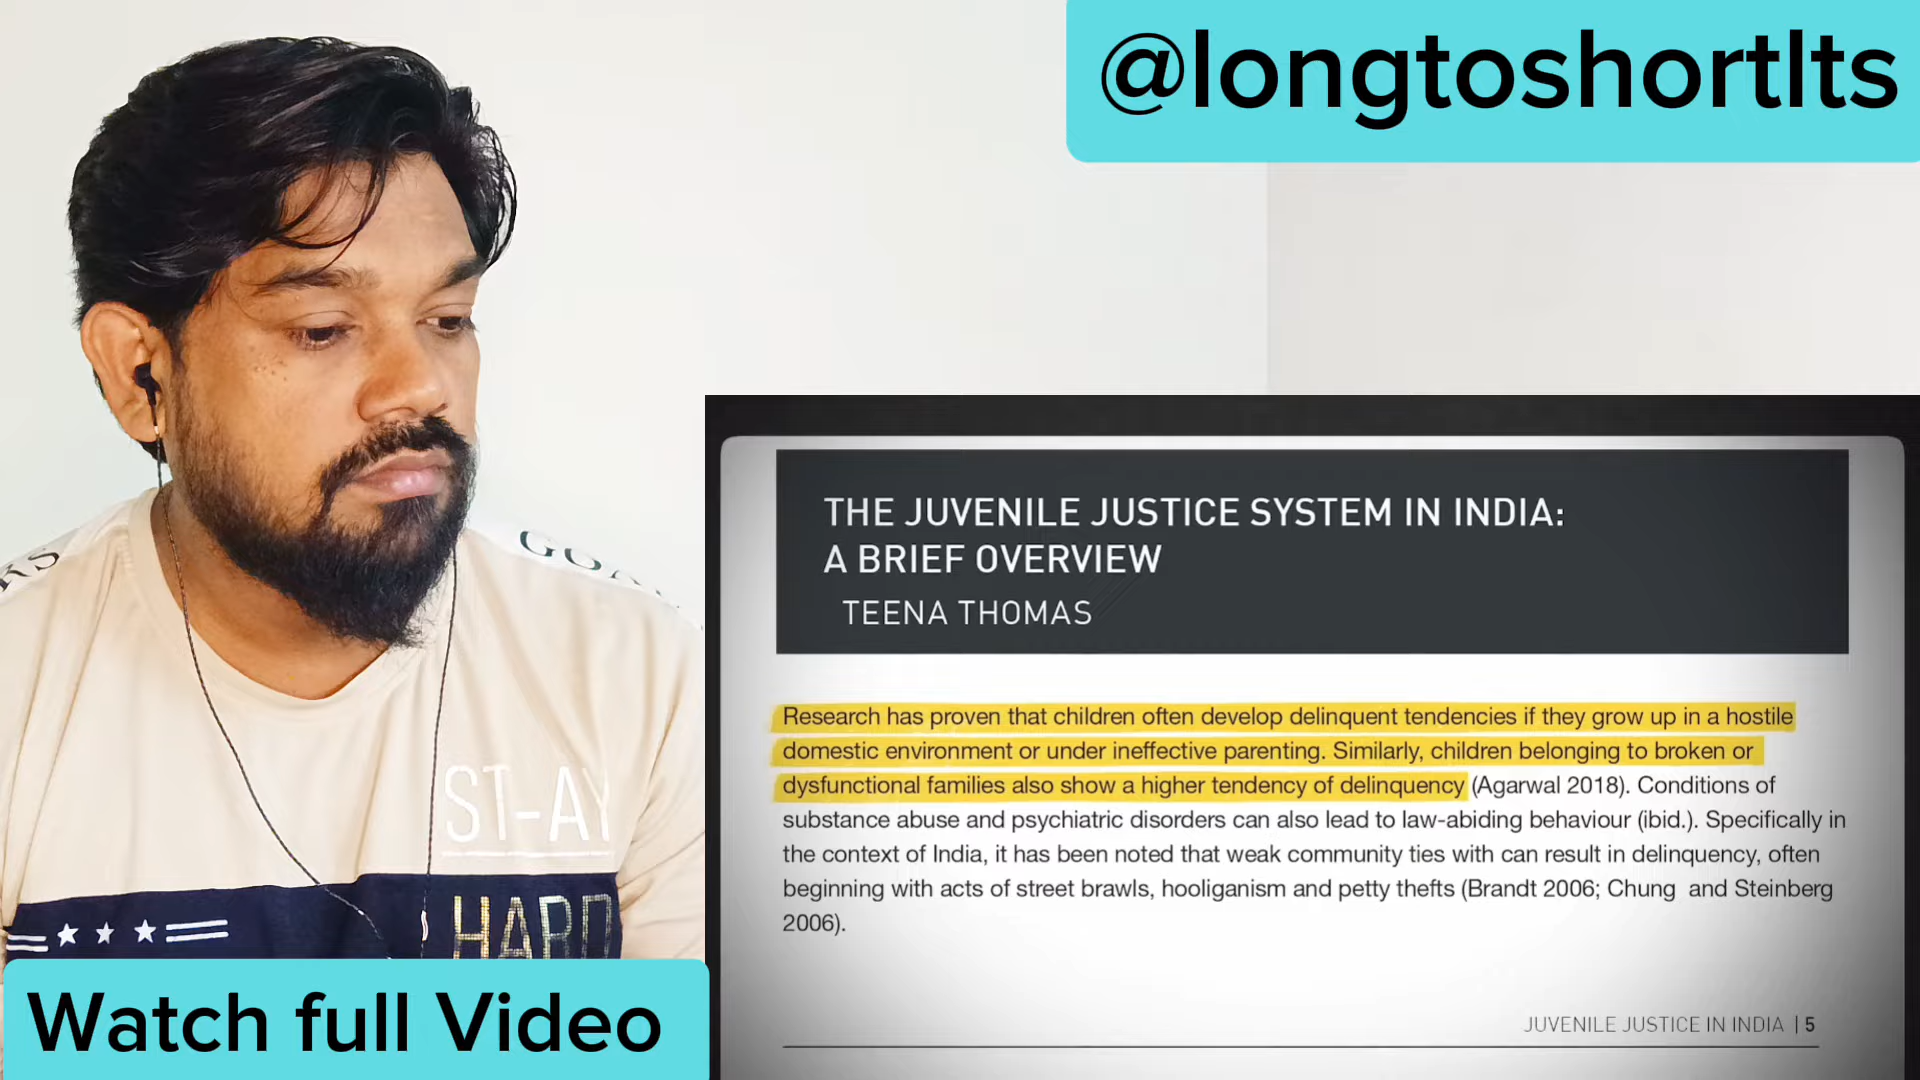 @longtoshortlts
THE JUVENILE JUSTICE SYSTEM IN INDIA:
A BRIEF OVERVIEW
TEENA THOMAS
Research has proven that children often develop delinquent tendencies if they grow up in a hostile
domestic environment or under ineffective parenting. Similarly, children belonging to broken or
dysfunctional families also show a higher tendency of delinquency (Agarwal 2018). Conditions of
substance abuse and psychiatric disorders can also lead to law-abiding behaviour (ibid.). Specifically in
the context of India, it has been noted that weak community ties with can result in delinquency, often
beginning with acts of street brawls, hooliganism and petty thefts (Brandt 2006; Chung and Steinberg
2006).
JUVENILE JUSTICE IN INDIA | 5
ST-AY
HARD
Watch full Video